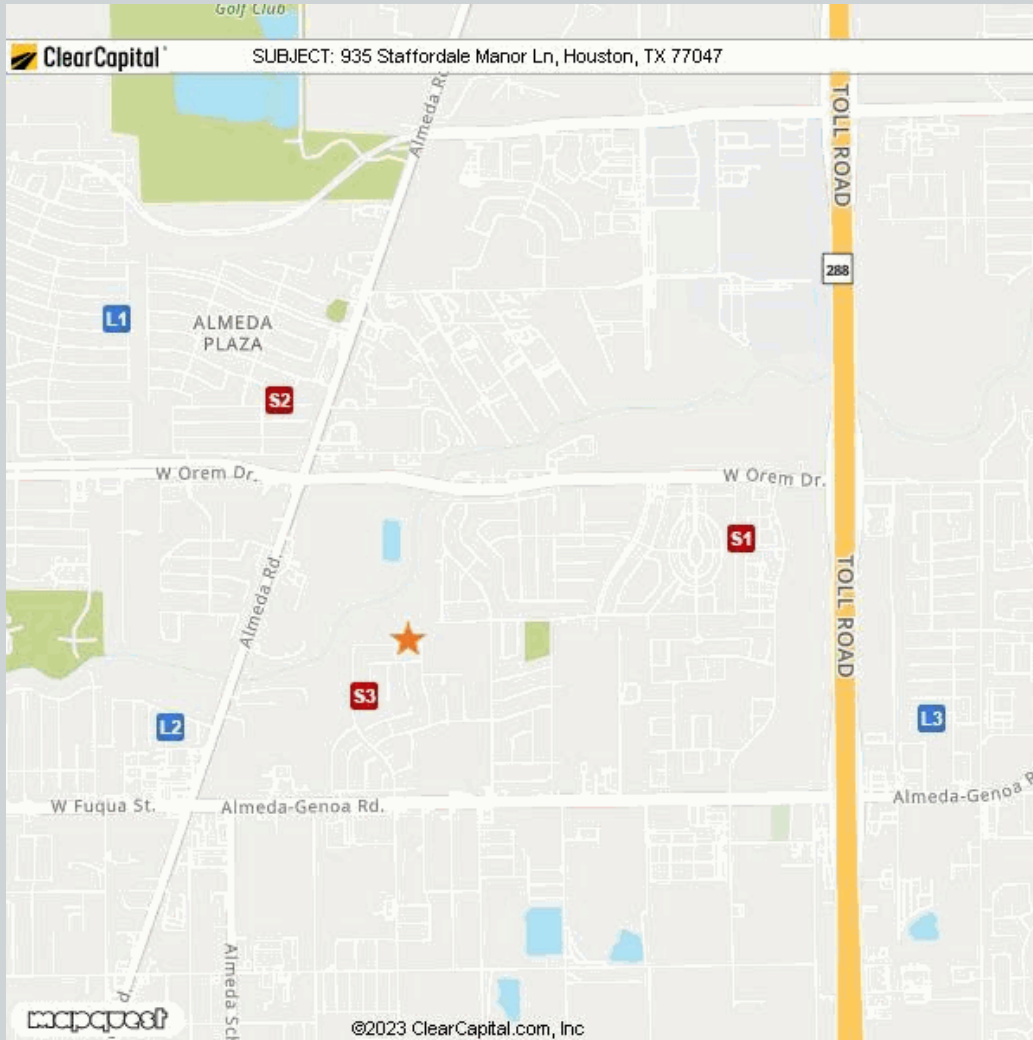 Golf Club
ClearCapital
SUBJECT: 935 Staffordale Manor Ln, Houston, TX 77047
Almeda Rd
TOLL ROAD
288
L1
ALMEDA
PLAZA
S2
W Orem Dr.
W Orem Dr.
S1
Almeda Rd.
TOLL ROAD
S3
L2
L3
W Fuqua St.
Almeda-Genoa Rd.
Almeda-Genoa R
Almeda Sch
d.
mapquest
©2023 ClearCapital.com, Inc